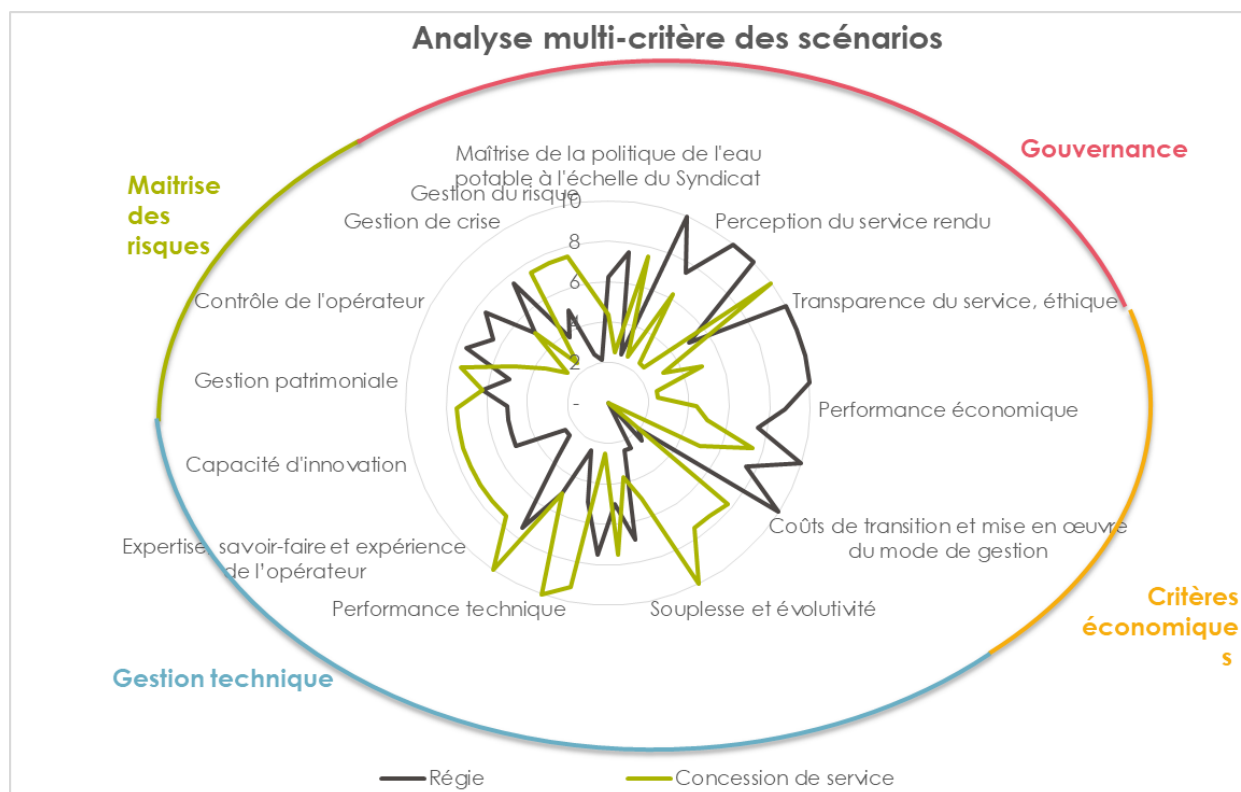 Analyse multi-critère des scénarios
Gouvernance
Maîtrise de la politique de l'eau
potable à l'échelle du Syndicat
Gestion du risque
Gestion de crise
Maitrise
des
risques
10
8
6
4
2
-
Perception du service rendu
Transparence du service, éthique
Contrôle de l'opérateur
Gestion patrimoniale
Performance économique
Capacité d'innovation
Coûts de transition et mise en œuvre
du mode de gestion
Expertise, savoir-faire et expérience
de l'opérateur
Performance technique
Souplesse et évolutivité
Critères
économique
s
Gestion technique
Régie
Concession de service